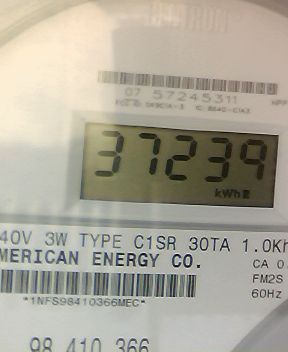 07 57245311
37239
kWh
40V 3W TYPE C1SR 30TA 1.0Kh
MERICAN ENERGY CO.
CA 0.
FM2S
*1NFS98410366MEC*
60Hz
98 410 366